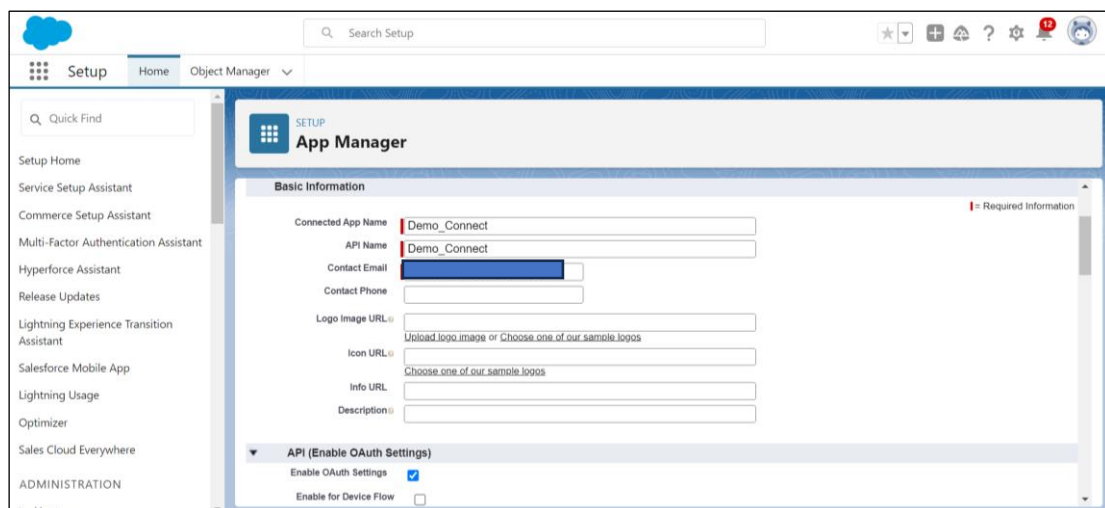 Search Setup
12
Setup Home Object Manager
Quick Find
Setup Home
Service Setup Assistant
Commerce Setup Assistant
Multi-Factor Authentication Assistant
Hyperforce Assistant
Release Updates
Lightning Experience Transition
Assistant
Salesforce Mobile App
Lightning Usage
Optimizer
Sales Cloud Everywhere
ADMINISTRATION
SETUP
App Manager
Basic Information
= Required Information
Connected App Name Demo_Connect
API Name Demo_Connect
Contact Email
Contact Phone
Logo Image URL
Upload logo image or Choose one of our sample logos
Icon URL
Choose one of our sample logos
Info URL
Description
API (Enable OAuth Settings)
Enable OAuth Settings
Enable for Device Flow